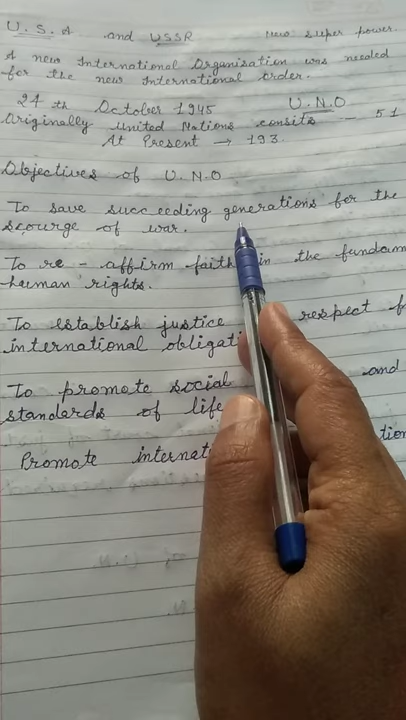 U. S. A and USSR new super power.
A new International Organisation was needed
for the new International Order.
24 th October 1945 U.N.O
Originally United Nations consits - 51
At Present → 193.
Objectives of U.N.O
To save succeeding generations for the
scourge of war.
To re-affirm faith in the fundam
human rights.
To establish justice respect f
international obligati
To promote social and
standards of life
Promote internat tion